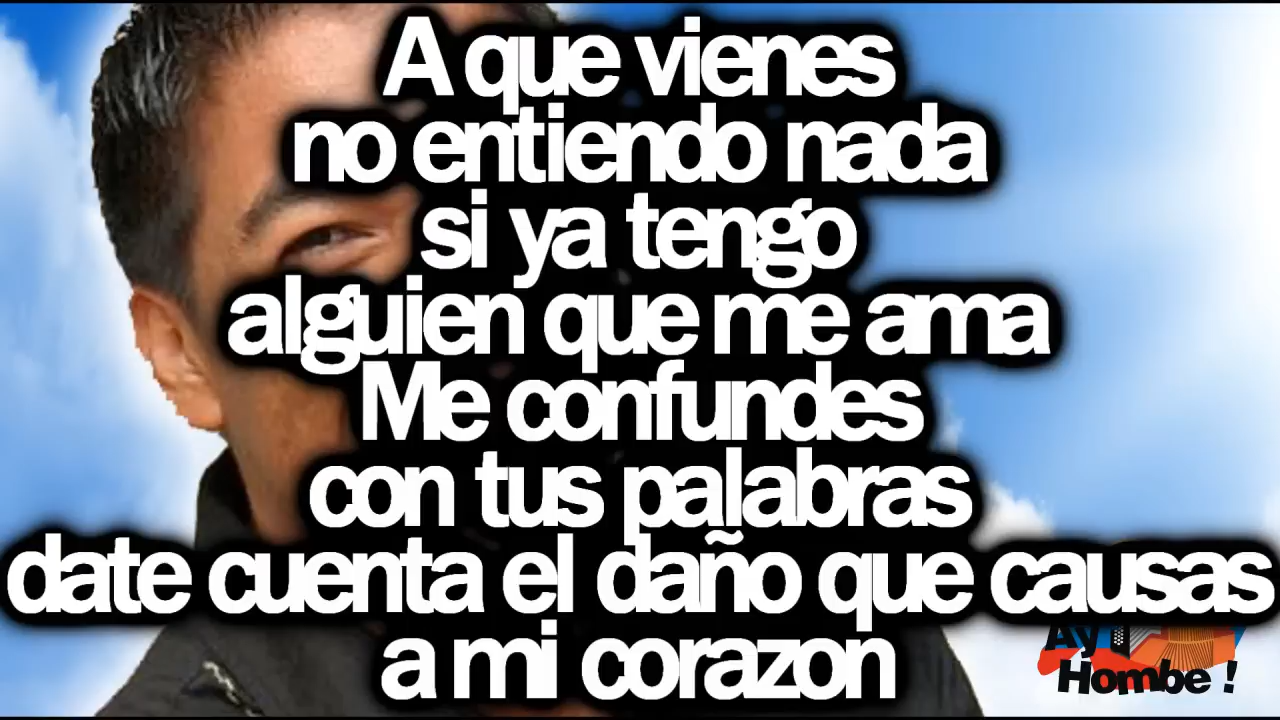 A que vienes
no entiendo nada
si ya tengo
alguien que me ama
Me confundes
con tus palabras
date cuenta el daño que causas
a mi corazon
Ay
Hombe !